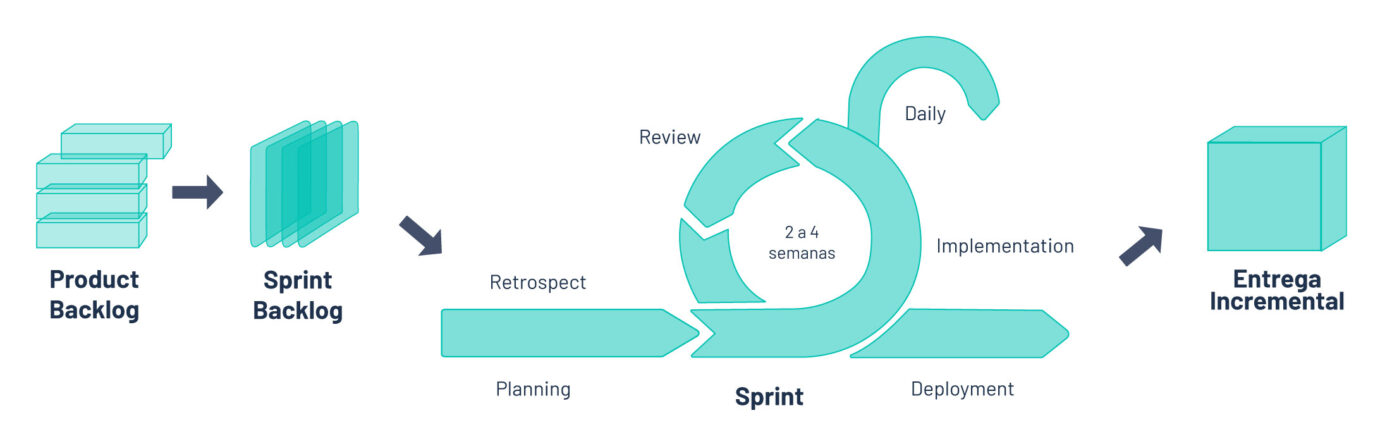 Product
Backlog
Sprint
Backlog
Retrospect
Planning
Review
2 a 4
semanas
Sprint
Daily
Implementation
Deployment
Entrega
Incremental